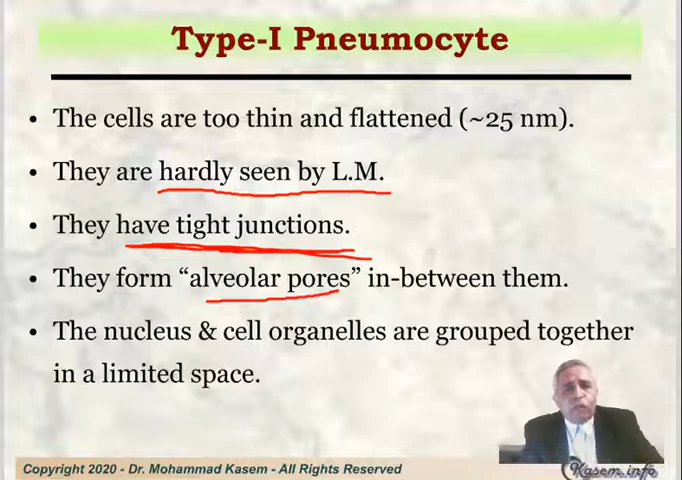 Type-I Pneumocyte
• The cells are too thin and flattened (~25 nm).
• They are hardly seen by L.M.
• They have tight junctions.
• They form “alveolar pores” in-between them.
• The nucleus & cell organelles are grouped together
in a limited space.
Copyright 2020 - Dr. Mohammad Kasem - All Rights Reserved
Kasem.info